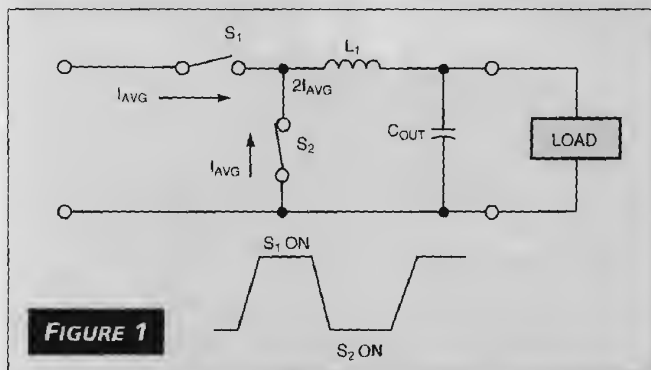 S1
L1
IAVG
2IAVG
S2
IAVG
COUT
LOAD
S1 ON
S2 ON
FIGURE 1